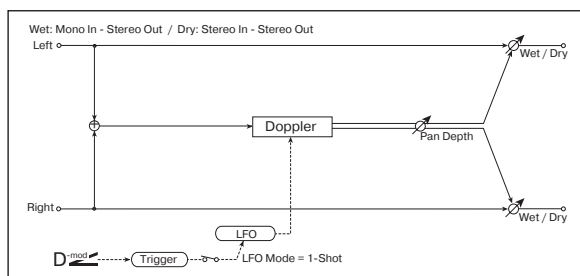 Wet: Mono In - Stereo Out / Dry: Stereo In - Stereo Out
Left
Wet / Dry
+
Doppler
Pan Depth
Right
Wet / Dry
LFO
D-mod
Trigger
LFO Mode = 1-Shot